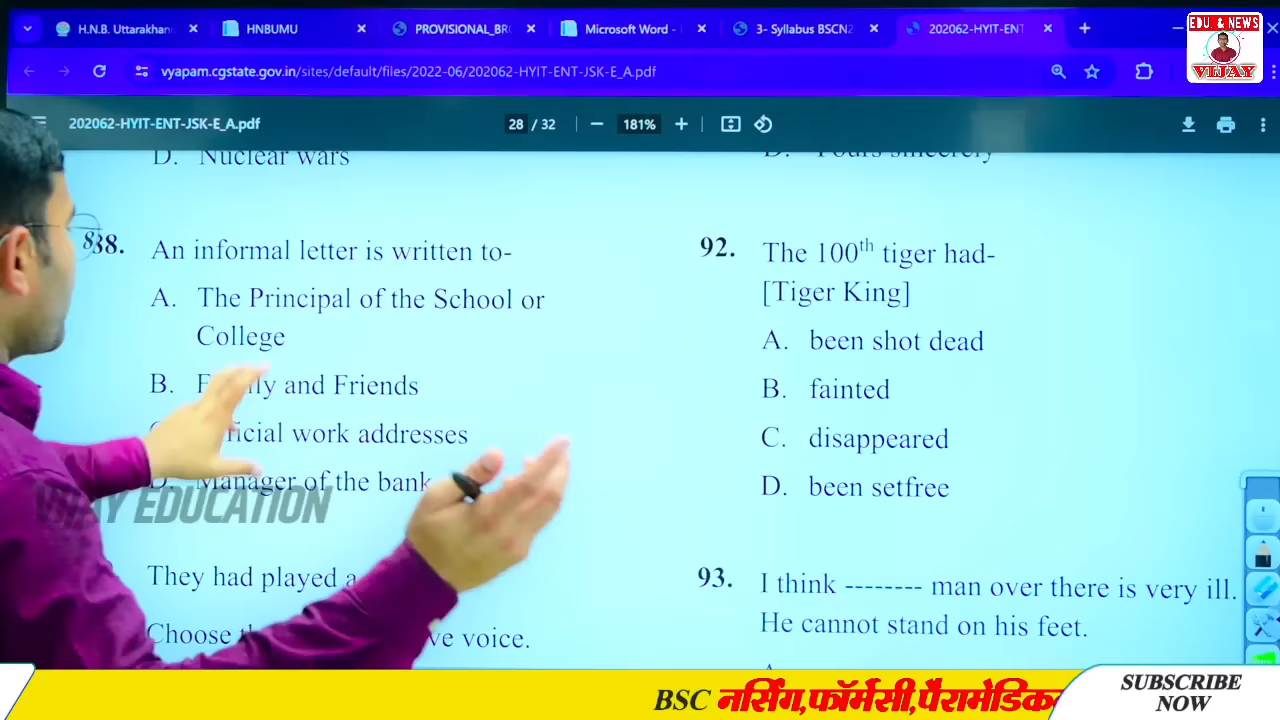 H.N.B. Uttarakhan
HNBUMU
PROVISIONAL_BR
Microsoft Word -
3- Syllabus BSCN2
202062-HYIT-ENT
EDU. & NEWS
VIJAY
vyapam.cgstate.gov.in/sites/default/files/2022-06/202062-HYIT-ENT-JSK-E_A.pdf
202062-HYIT-ENT-JSK-E_A.pdf
28 / 32
181%
D. Nuclear wars
D. Yours sincerely
88. An informal letter is written to-
A. The Principal of the School or
College
B. Family and Friends
work addresses
D. Manager of the bank
VIJAY EDUCATION
They had played a
Choose
voice.
92. The 100th tiger had-
[Tiger King]
A. been shot dead
B. fainted
C. disappeared
D. been setfree
93. I think -------- man over there is very ill.
He cannot stand on his feet.
BSC नर्सिंग,फॉर्मेसी,पैरामेडिकल
SUBSCRIBE
NOW